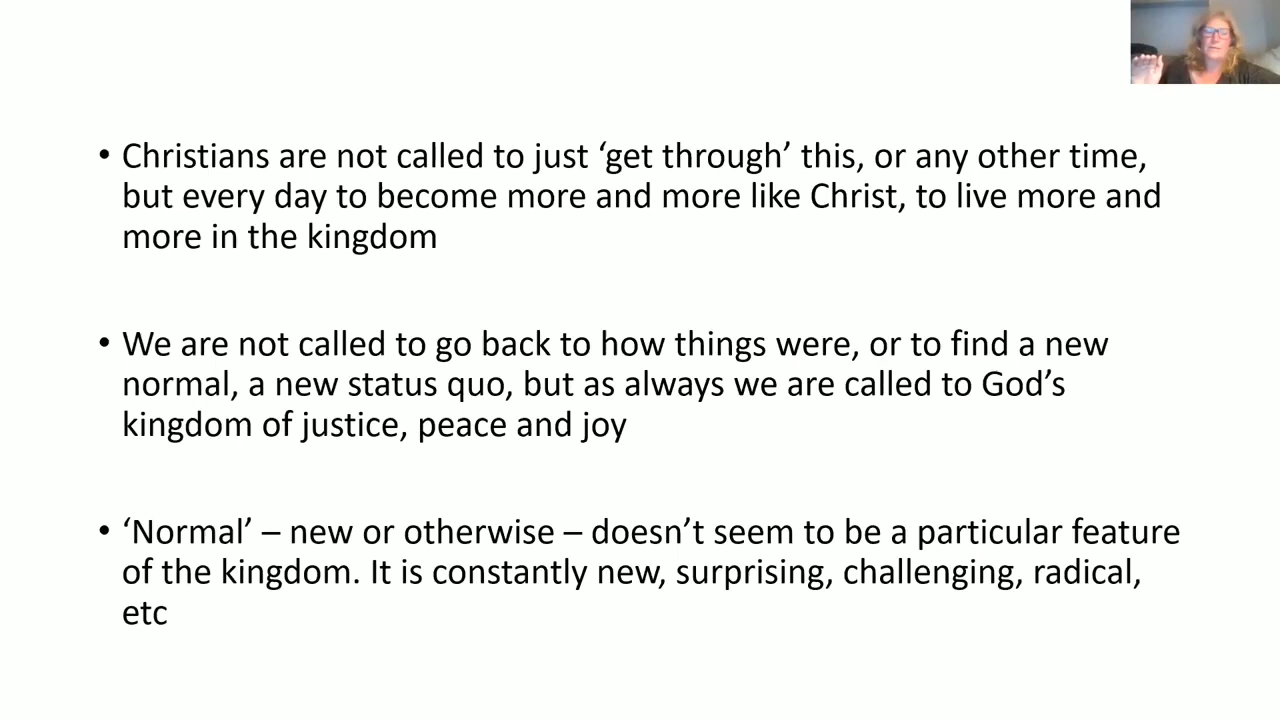 • Christians are not called to just ‘get through’ this, or any other time,
but every day to become more and more like Christ, to live more and
more in the kingdom
• We are not called to go back to how things were, or to find a new
normal, a new status quo, but as always we are called to God’s
kingdom of justice, peace and joy
• ‘Normal’ – new or otherwise – doesn’t seem to be a particular feature
of the kingdom. It is constantly new, surprising, challenging, radical,
etc